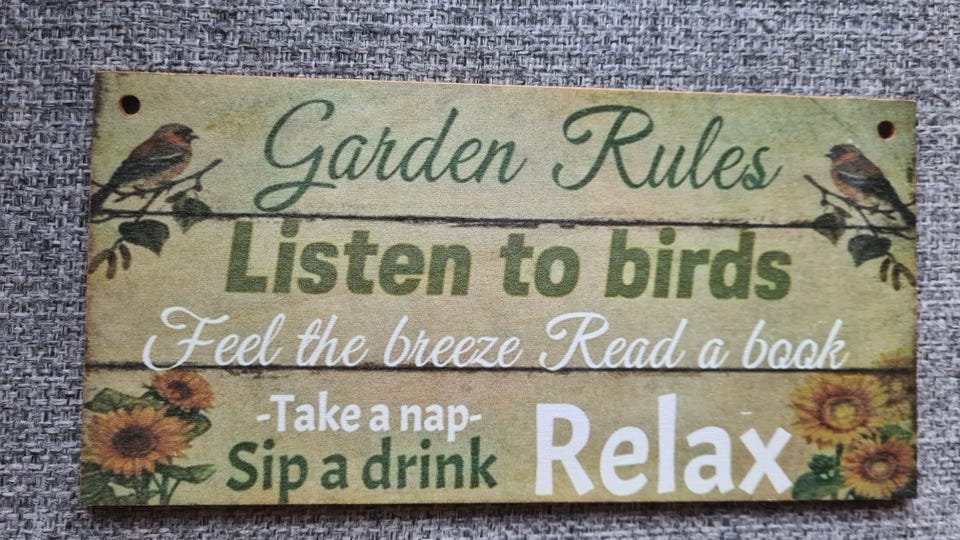 Garden Rules
Listen to birds
Feel the breeze Read a book
-Take a nap-
Sip a drink
Relax